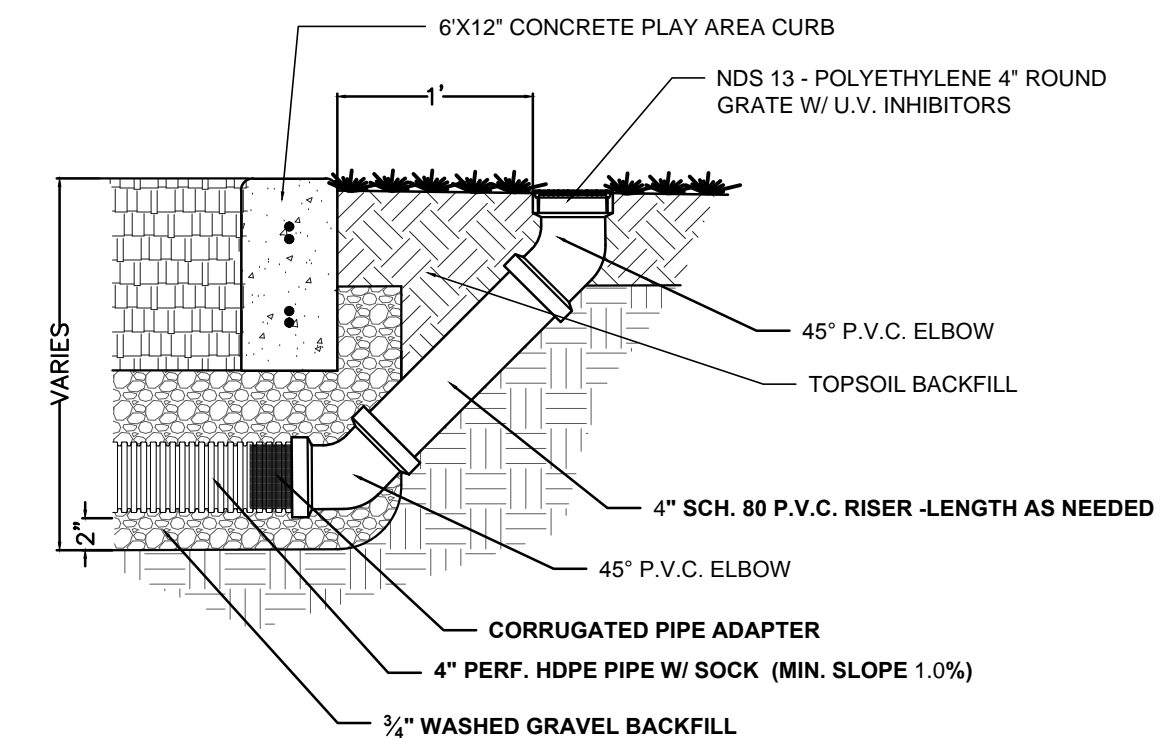 6'X12" CONCRETE PLAY AREA CURB
NDS 13 - POLYETHYLENE 4" ROUND
GRATE W/ U.V. INHIBITORS
1'
VARIES
2"
45° P.V.C. ELBOW
TOPSOIL BACKFILL
4" SCH. 80 P.V.C. RISER -LENGTH AS NEEDED
45° P.V.C. ELBOW
CORRUGATED PIPE ADAPTER
4" PERF. HDPE PIPE W/ SOCK (MIN. SLOPE 1.0%)
¾" WASHED GRAVEL BACKFILL